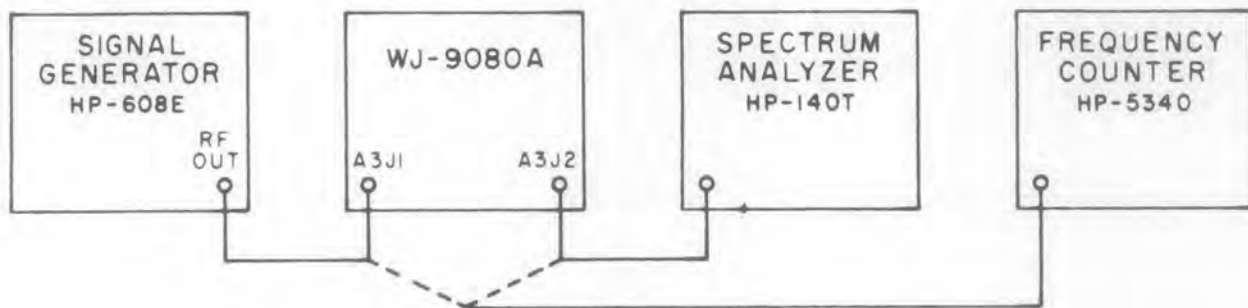 SIGNAL
GENERATOR
HP-608E
RF
OUT
WJ-9080A
A3J1
A3J2
SPECTRUM
ANALYZER
HP-140T
FREQUENCY
COUNTER
HP-5340